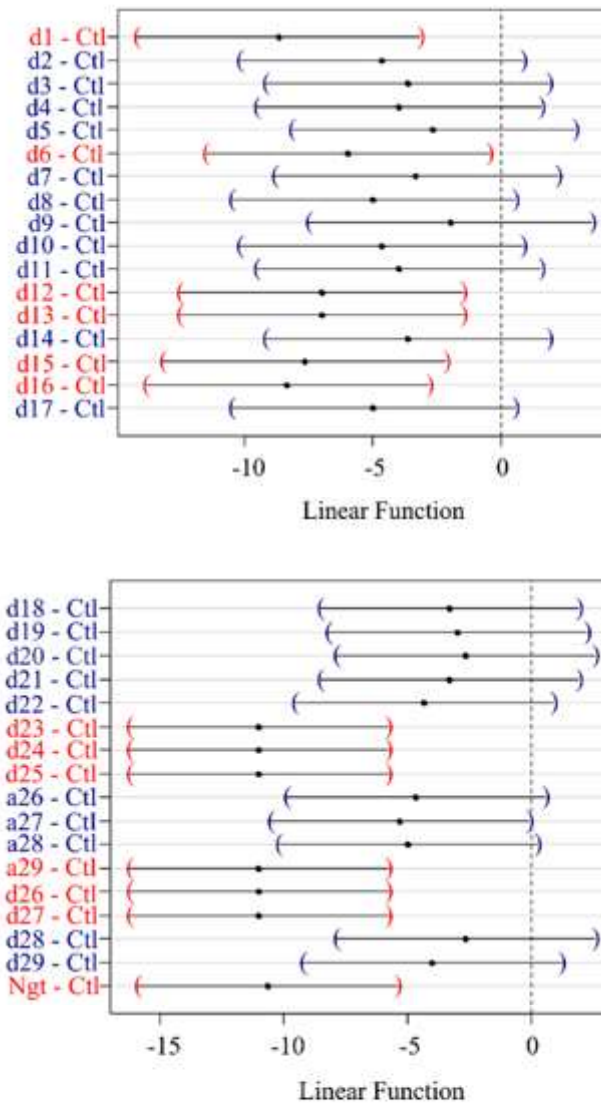 d1 - Ctl
d2 - Ctl
d3 - Ctl
d4 - Ctl
d5 - Ctl
d6 - Ctl
d7 - Ctl
d8 - Ctl
d9 - Ctl
d10 - Ctl
d11 - Ctl
d12 - Ctl
d13 - Ctl
d14 - Ctl
d15 - Ctl
d16 - Ctl
d17 - Ctl
-10 -5 0
Linear Function
d18 - Ctl
d19 - Ctl
d20 - Ctl
d21 - Ctl
d22 - Ctl
d23 - Ctl
d24 - Ctl
d25 - Ctl
a26 - Ctl
a27 - Ctl
a28 - Ctl
a29 - Ctl
d26 - Ctl
d27 - Ctl
d28 - Ctl
d29 - Ctl
Ngt - Ctl
-15 -10 -5 0
Linear Function